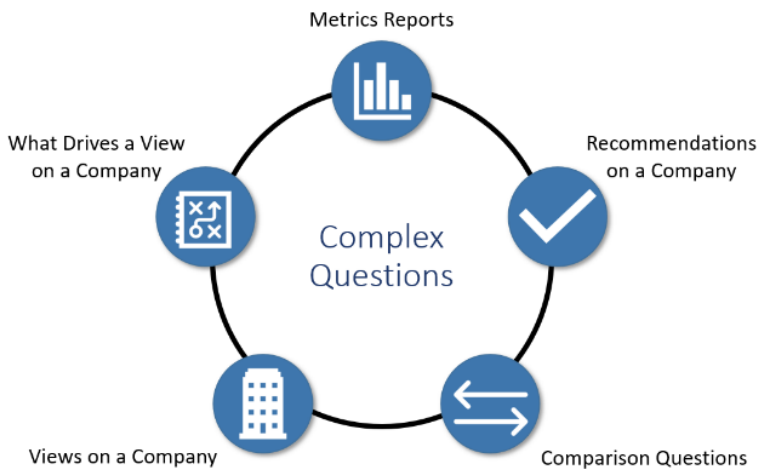 Metrics Reports
What Drives a View
on a Company
Recommendations
on a Company
Complex
Questions
Views on a Company
Comparison Questions